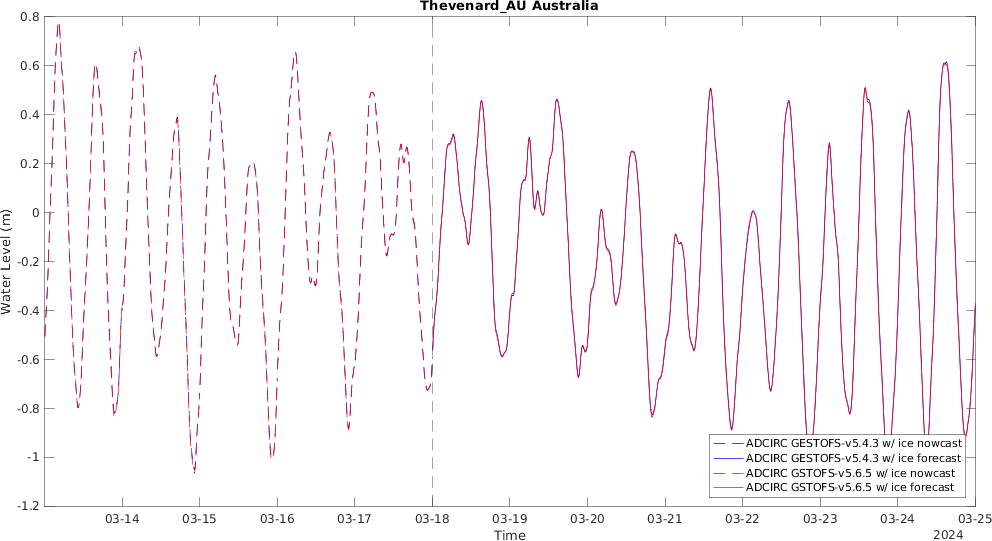 Thevenard_AU Australia
0.8
0.6
0.4
0.2
0
-0.2
-0.4
-0.6
-0.8
-1
-1.2
Water Level (m)
ADCIRC GESTOFS-v5.4.3 w/ ice nowcast
ADCIRC GESTOFS-v5.4.3 w/ ice forecast
ADCIRC GSTOFS-v5.6.5 w/ ice nowcast
ADCIRC GSTOFS-v5.6.5 w/ ice forecast
03-14 03-15 03-16 03-17 03-18 03-19 03-20 03-21 03-22 03-23 03-24 03-25
Time
2024